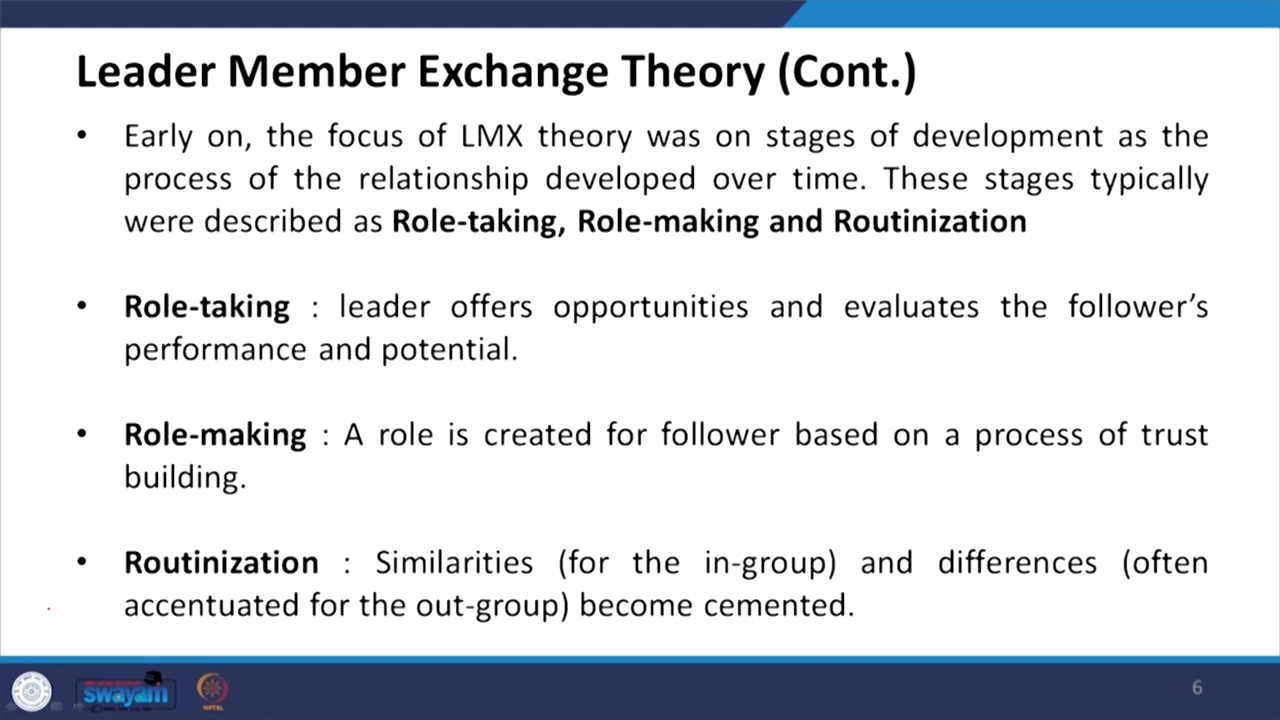 Leader Member Exchange Theory (Cont.)
• Early on, the focus of LMX theory was on stages of development as the
process of the relationship developed over time. These stages typically
were described as Role-taking, Role-making and Routinization
• Role-taking : leader offers opportunities and evaluates the follower’s
performance and potential.
• Role-making : A role is created for follower based on a process of trust
building.
• Routinization : Similarities (for the in-group) and differences (often
accentuated for the out-group) become cemented.
swayam
NPTEL
6